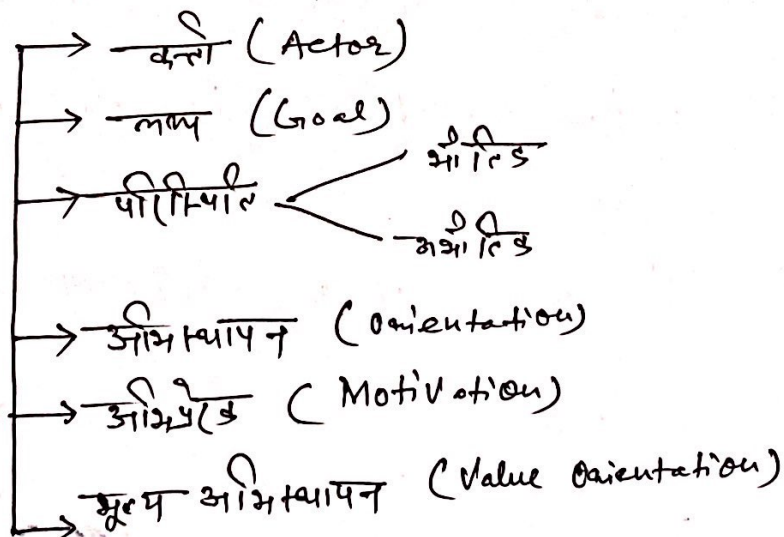 कर्त्ता (Actor)
लक्ष्य (Goal)
परिस्थिति
भौतिक
अभौतिक
अभिस्थापन (Orientation)
अभिप्रेरक (Motivation)
मूल्य अभिस्थापन (Value Orientation)